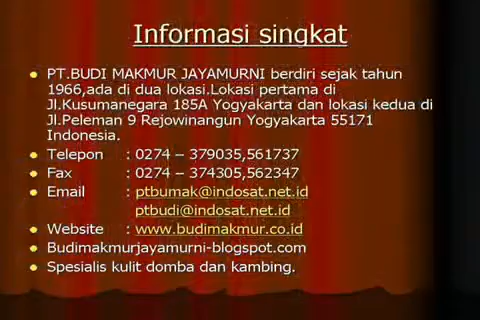 Informasi singkat
PT.BUDI MAKMUR JAYAMURNI berdiri sejak tahun
1966,ada di dua lokasi.Lokasi pertama di
Jl.Kusumanegara 185A Yogyakarta dan lokasi kedua di
Jl.Peleman 9 Rejowinangun Yogyakarta 55171
Indonesia.
Telepon : 0274 – 379035,561737
Fax : 0274 – 374305,562347
Email : ptbumak@indosat.net.id
ptbudi@indosat.net.id
Website : www.budimakmur.co.id
Budimakmurjayamurni-blogspot.com
Spesialis kulit domba dan kambing.